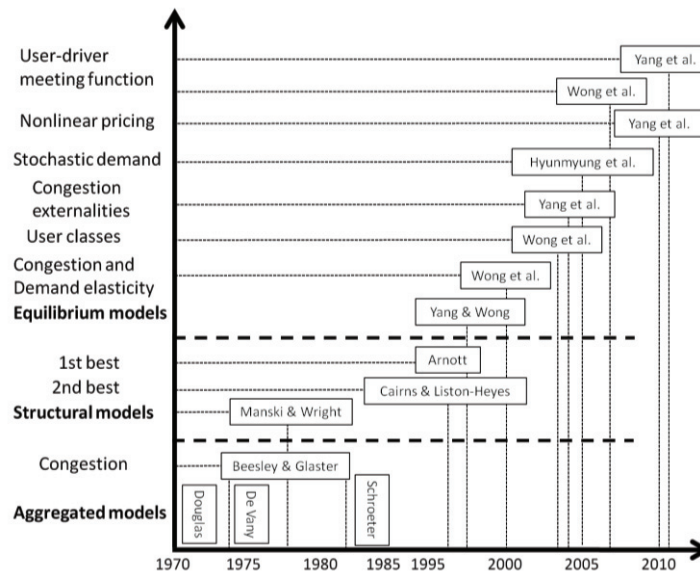 User-driver
meeting function
Yang et al.
Wong et al.
Nonlinear pricing
Yang et al.
Stochastic demand
Hyunmyung et al.
Congestion
externalities
Yang et al.
User classes
Wong et al.
Congestion and
Demand elasticity
Wong et al.
Equilibrium models
Yang & Wong
1st best
Arnott
2nd best
Cairns & Liston-Heyes
Structural models
Manski & Wright
Congestion
Beesley & Glaster
Aggregated models
Douglas
De Vany
Schroeter
1970 1975 1980 1985 1995 2000 2005 2010